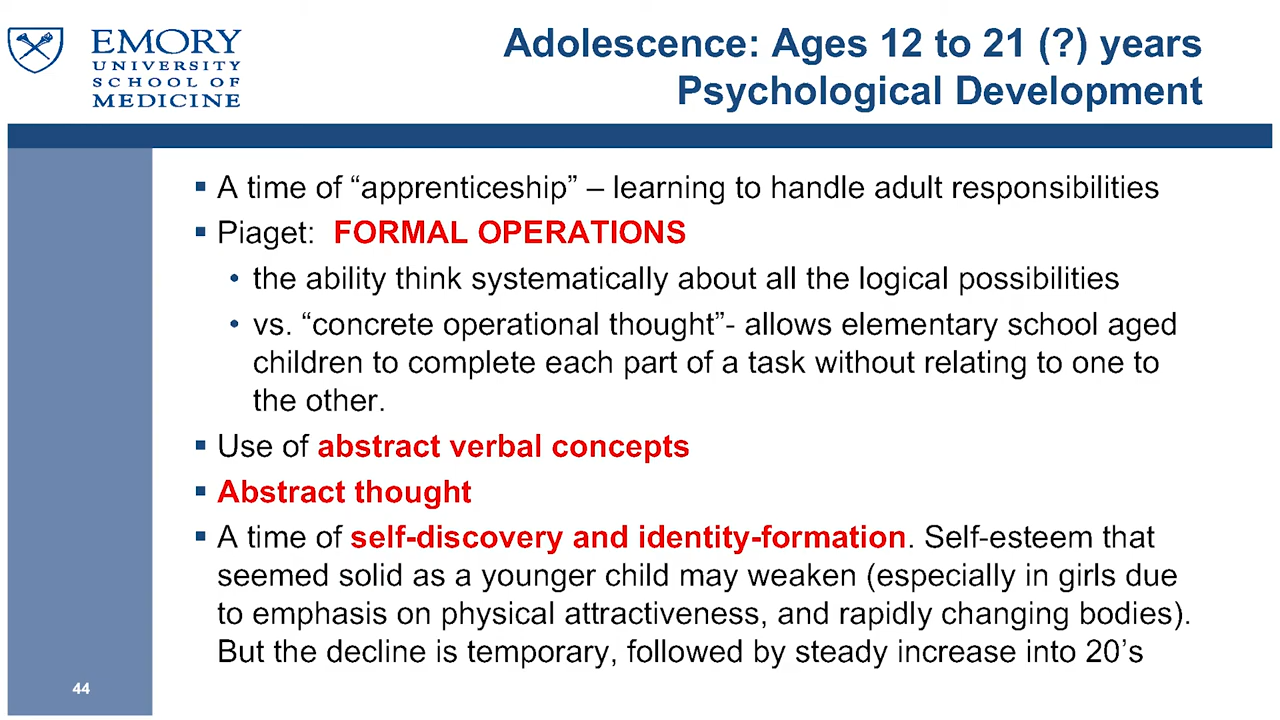 EMORY
UNIVERSITY
SCHOOL OF
MEDICINE
Adolescence: Ages 12 to 21 (?) years
Psychological Development
▪ A time of “apprenticeship” – learning to handle adult responsibilities
▪ Piaget: FORMAL OPERATIONS
• the ability think systematically about all the logical possibilities
• vs. “concrete operational thought”- allows elementary school aged
children to complete each part of a task without relating to one to
the other.
▪ Use of abstract verbal concepts
▪ Abstract thought
▪ A time of self-discovery and identity-formation. Self-esteem that
seemed solid as a younger child may weaken (especially in girls due
to emphasis on physical attractiveness, and rapidly changing bodies).
But the decline is temporary, followed by steady increase into 20’s
44